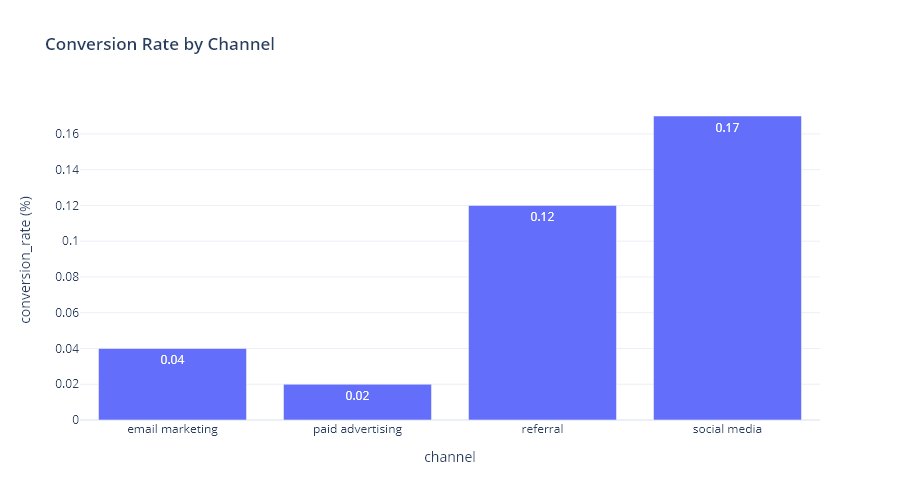 Conversion Rate by Channel
conversion_rate (%)
0.16
0.14
0.12
0.1
0.08
0.06
0.04
0.02
0
0.04
0.02
0.12
0.17
email marketing
paid advertising
referral
social media
channel